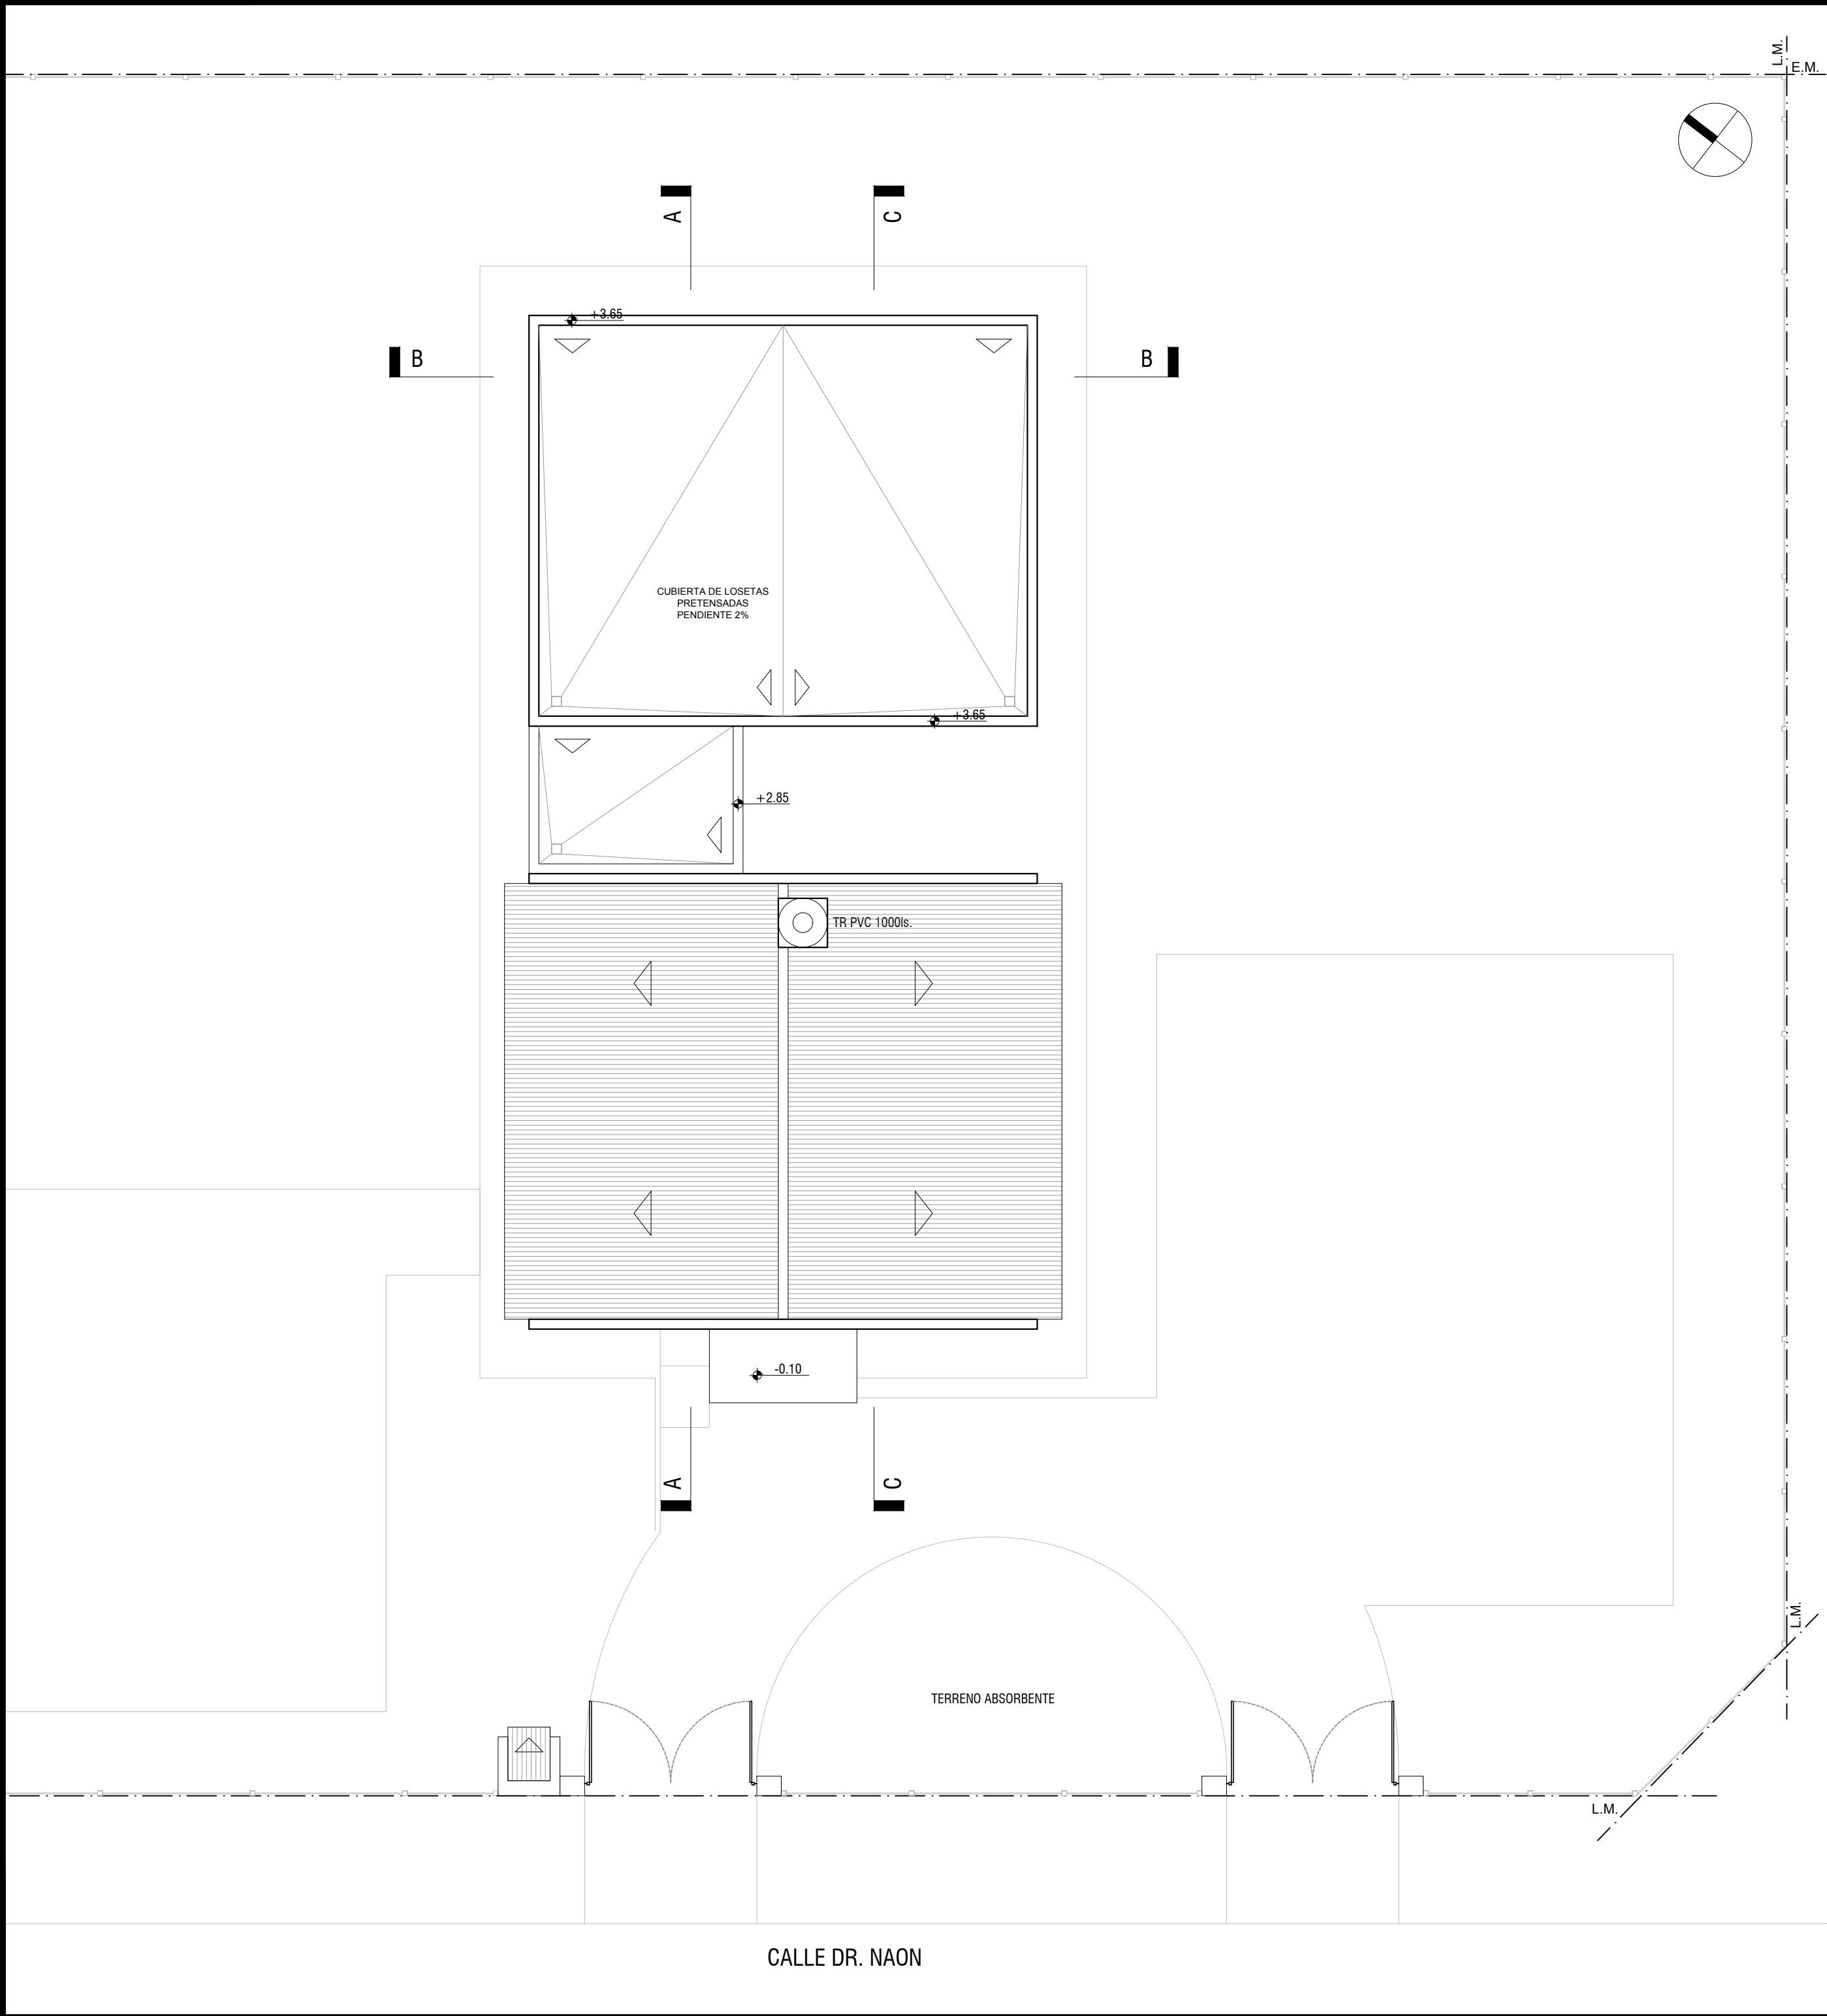 L.M.
E.M.
A
C
+3.65
B
B
CUBIERTA DE LOSETAS
PRETENSADAS
PENDIENTE 2%
+3.65
+2.85
TR PVC 1000ls.
-0.10
A
C
L.M.
TERRENO ABSORBENTE
L.M.
CALLE DR. NAON